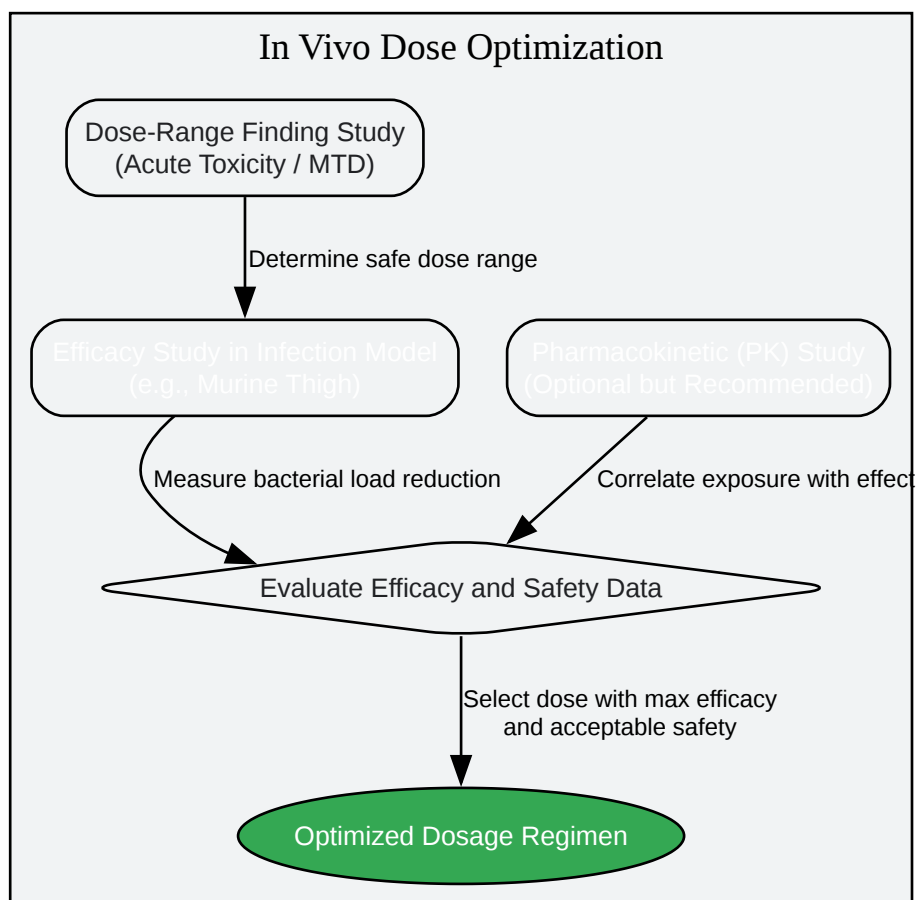 In Vivo Dose Optimization
Dose-Range Finding Study
(Acute Toxicity / MTD)
Determine safe dose range
Efficacy Study in Infection Model
(e.g., Murine Thigh)
Pharmacokinetic (PK) Study
(Optional but Recommended)
Measure bacterial load reduction
Correlate exposure with effect
Evaluate Efficacy and Safety Data
Select dose with max efficacy
and acceptable safety
Optimized Dosage Regimen